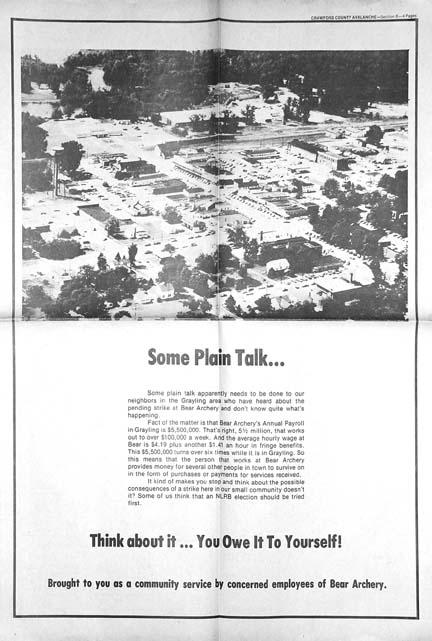 CRAWFORD COUNTY AVALANCHE—Section B—4 Pages
Some Plain Talk...
Some plain talk apparently needs to be done to our
neighbors in the Grayling area who have heard about the
pending strike at Bear Archery and don't know quite what's
happening.
Fact of the matter is that Bear Archery's Annual Payroll
in Grayling is $5,500,000. That's right, 5½ million, that works
out to over $100,000 a week. And the average hourly wage at
Bear is $4.19 plus another $1.41 an hour in fringe benefits.
This $5,500,000 turns over six times while it is in Grayling. So
this means that the person that works at Bear Archery
provides money for several other people in town to survive on
in the form of purchases or payments for services received.
It kind of makes you stop and think about the possible
consequences of a strike here in our small community doesn't
it? Some of us think that an NLRB election should be tried
first.
Think about it ... You Owe It To Yourself!
Brought to you as a community service by concerned employees of Bear Archery.